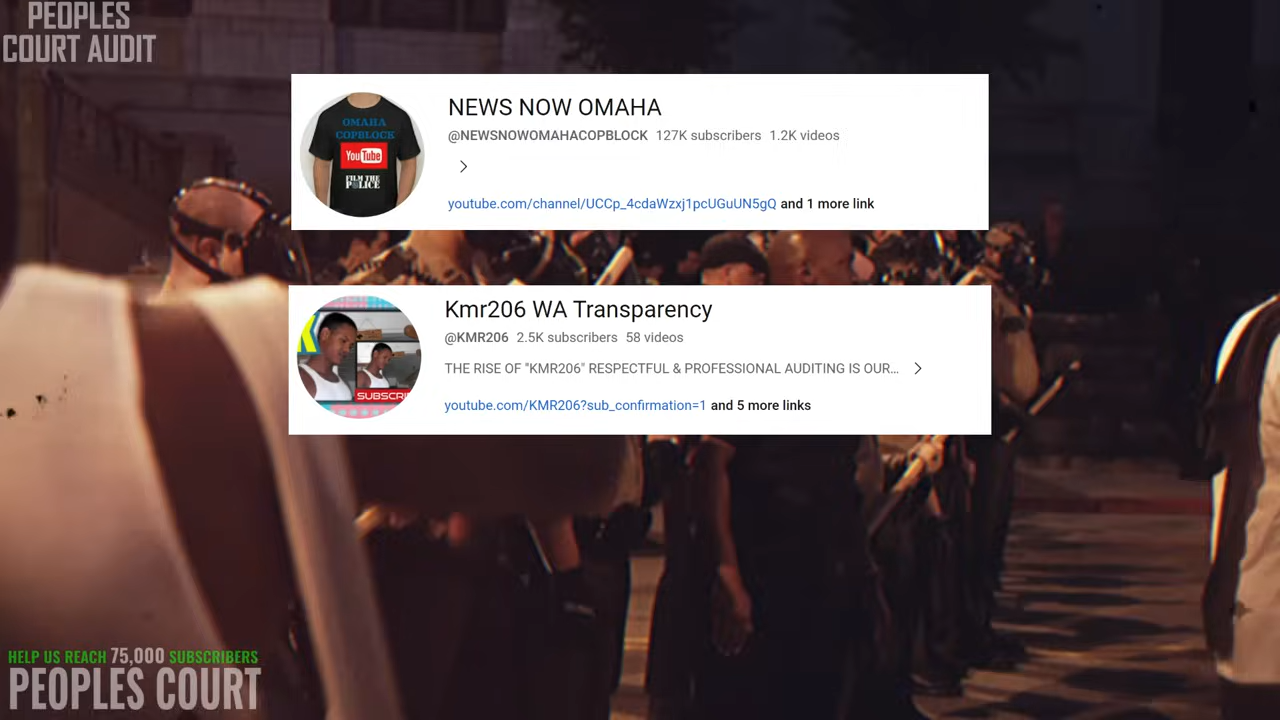 PEOPLES
COURT AUDIT
NEWS NOW OMAHA
@NEWSNOWOMAHACOPBLOCK 127K subscribers 1.2K videos
OMAHA
COPBLOCK
YouTube
FILM THE
POLICE
youtube.com/channel/UCCp_4cdaWzxj1pcUGuUN5gQ and 1 more link
Kmr206 WA Transparency
@KMR206 2.5K subscribers 58 videos
THE RISE OF "KMR206" RESPECTFUL & PROFESSIONAL AUDITING IS OUR...
SUBSCRI
youtube.com/KMR206?sub_confirmation=1 and 5 more links
HELP US REACH 75,000 SUBSCRIBERS
PEOPLES COURT